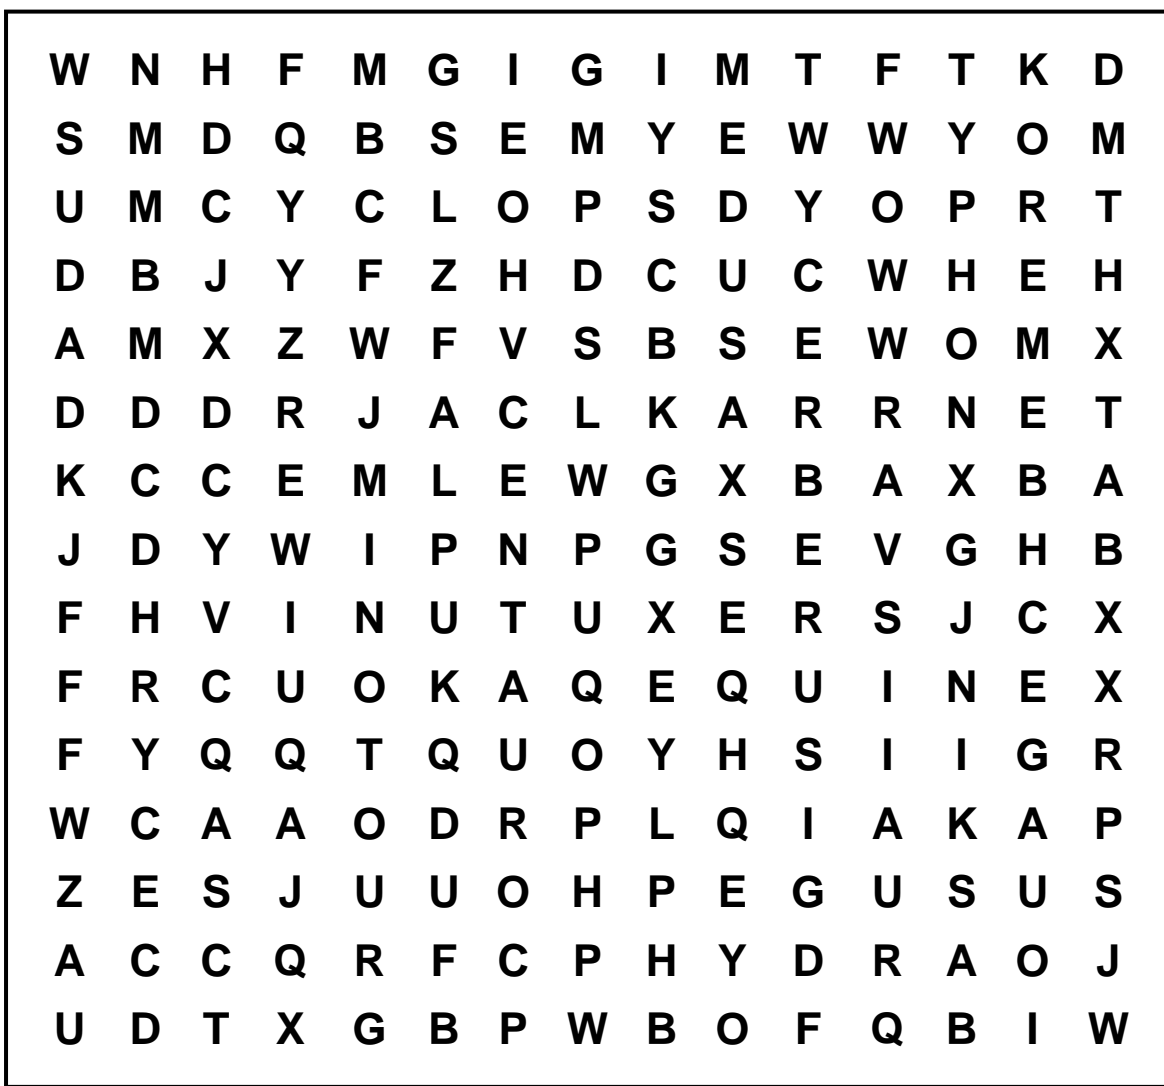 W N H F M G I G I M T F T K D
S M D Q B S E M Y E W W Y O M
U M C Y C L O P S D Y O P R T
D B J Y F Z H D C U C W H E H
A M X Z W F V S B S E W O M X
D D D R J A C L K A R R N E T
K C C E M L E W G X B A X B A
J D Y W I P N P G S E V G H B
F H V I N U T U X E R S J C X
F R C U O K A Q E Q U I N E X
F Y Q Q T Q U O Y H S I I G R
W C A A O D R P L Q I A K A P
Z E S J U U O H P E G U S U S
A C C Q R F C P H Y D R A O J
U D T X G B P W B O F Q B I W